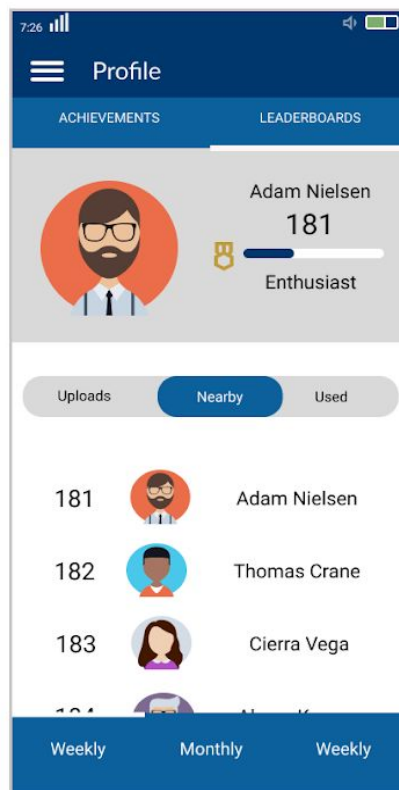 7:26
Profile
ACHIEVEMENTS LEADERBOARDS
Adam Nielsen
181
Enthusiast
Uploads Nearby Used
181 Adam Nielsen
182 Thomas Crane
183 Cierra Vega
Weekly Monthly Weekly